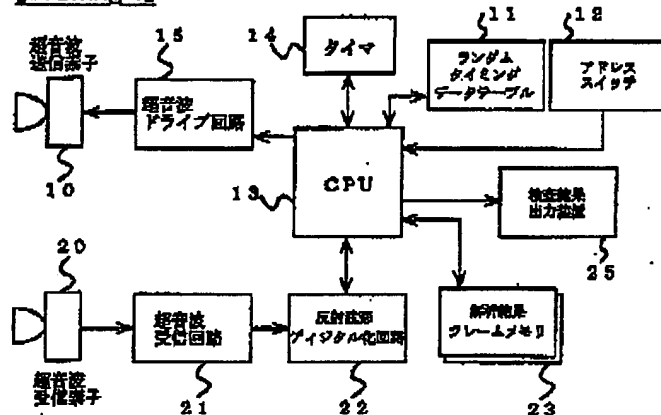 超音波
送信素子
15
14
タイマ
11
12
ランダム
タイミング
データテーブル
アドレス
スイッチ
超音波
ドライブ回路
10
13
CPU
検査結果
出力装置
25
20
超音波
受信回路
反射波形
ディジタル化回路
解析結果
フレームメモリ
超音波
受信素子
21
22
23